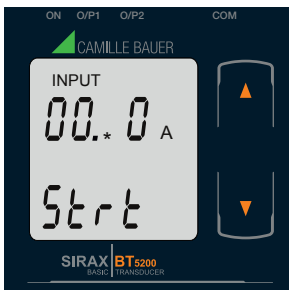 ON O/P1 O/P2 COM
CAMILLE BAUER
INPUT
00.* 0 A
Strt
SIRAX BT5200
BASIC TRANSDUCER